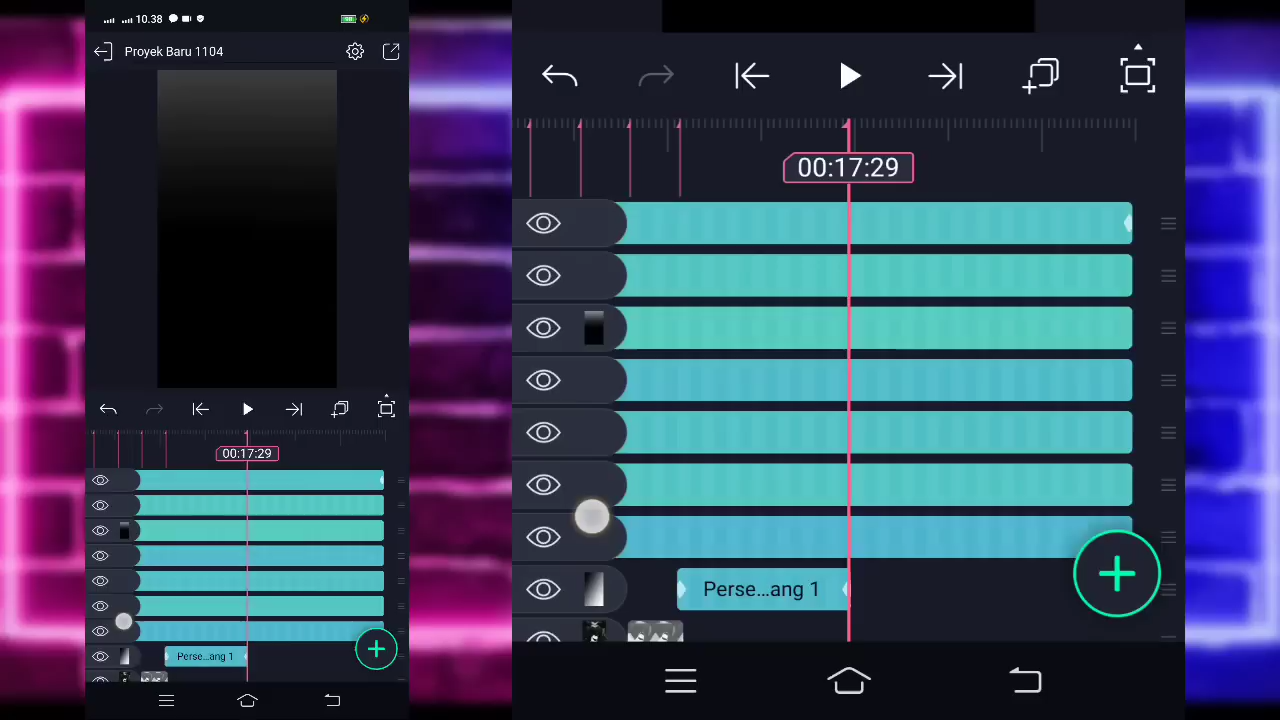 10.38
Proyek Baru 1104
00:17:29
Perse...ang 1
00:17:29
Perse...ang 1